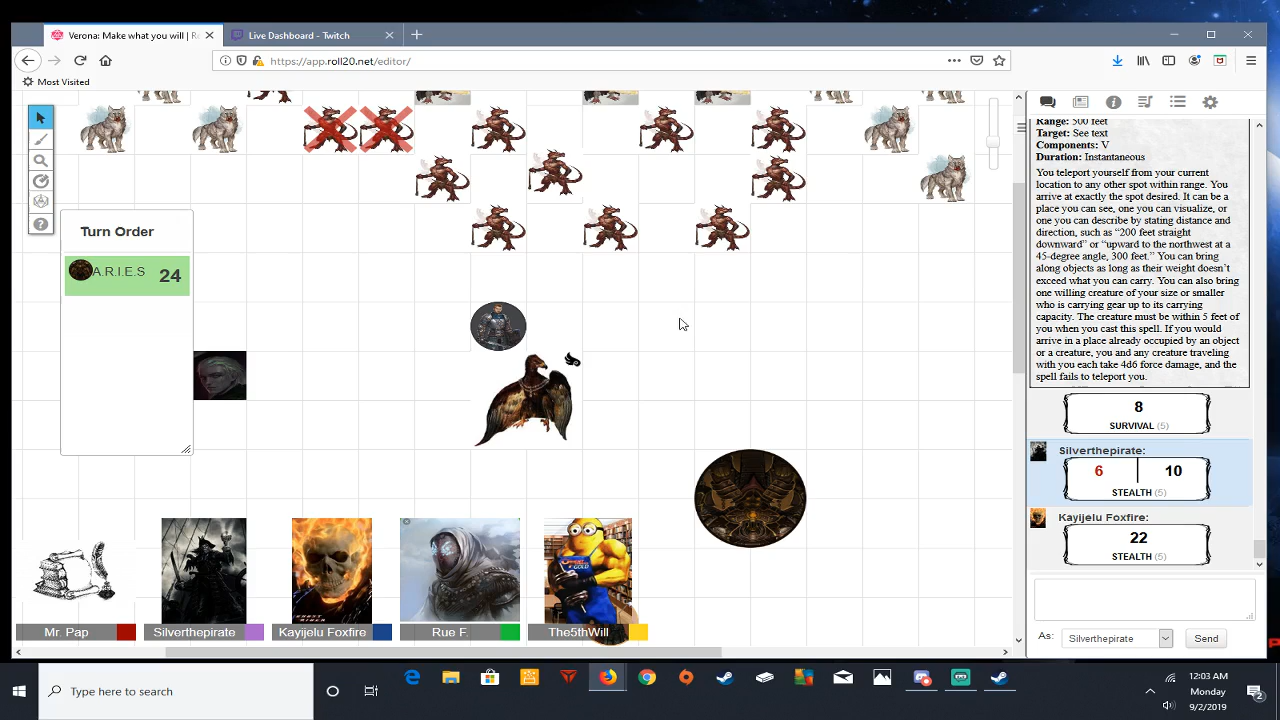 Verona: Make what you will | R
Live Dashboard - Twitch
https://app.roll20.net/editor/
Most Visited
Turn Order
A.R.I.E.S 24
Range: 500 feet
Target: See text
Components: V
Duration: Instantaneous
You teleport yourself from your current
location to any other spot within range. You
arrive at exactly the spot desired. It can be a
place you can see, one you can visualize, or
one you can describe by stating distance and
direction, such as “200 feet straight
downward” or “upward to the northwest at a
45-degree angle, 300 feet.” You can bring
along objects as long as their weight doesn’t
exceed what you can carry. You can also bring
one willing creature of your size or smaller
who is carrying gear up to its carrying
capacity. The creature must be within 5 feet of
you when you cast this spell. If you would
arrive in a place already occupied by an object
or a creature, you and any creature traveling
with you each take 4d6 force damage, and the
spell fails to teleport you.
8
SURVIVAL (5)
Silverthepirate:
6 10
STEALTH (5)
Kayijelu Foxfire:
22
STEALTH (5)
As: Silverthepirate Send
Mr. Pap
Silverthepirate
Kayijelu Foxfire
Rue F.
The5thWill
Type here to search
12:03 AM
Monday
9/2/2019
2